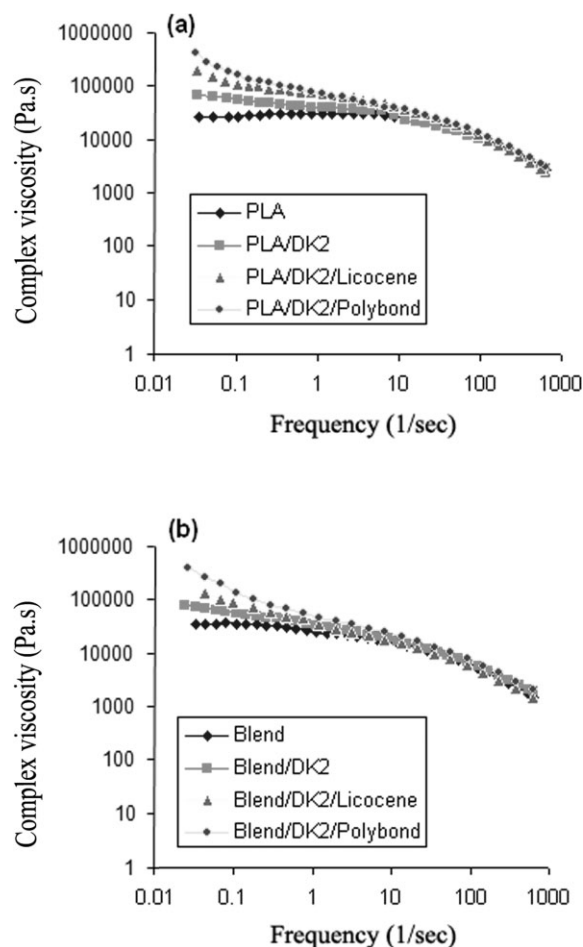 (a)
1000000
100000
10000
1000
100
10
1
Complex viscosity (Pa.s)
PLA
PLA/DK2
PLA/DK2/Licocene
PLA/DK2/Polybond
0.01 0.1 1 10 100 1000
Frequency (1/sec)
(b)
1000000
100000
10000
1000
100
10
1
Complex viscosity (Pa.s)
Blend
Blend/DK2
Blend/DK2/Licocene
Blend/DK2/Polybond
0.01 0.1 1 10 100 1000
Frequency (1/sec)